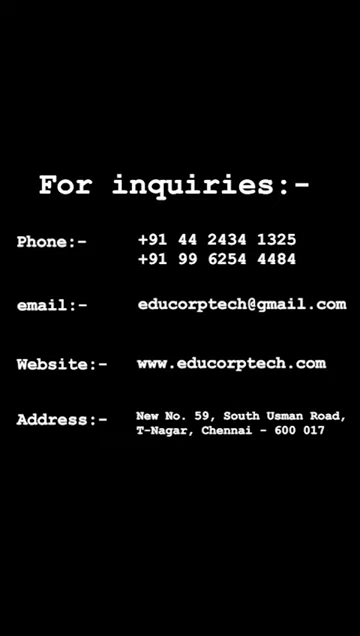 For inquiries:-
Phone:- +91 44 2434 1325
+91 99 6254 4484
email:- educorptech@gmail.com
Website:- www.educorptech.com
Address:- New No. 59, South Usman Road,
T-Nagar, Chennai - 600 017